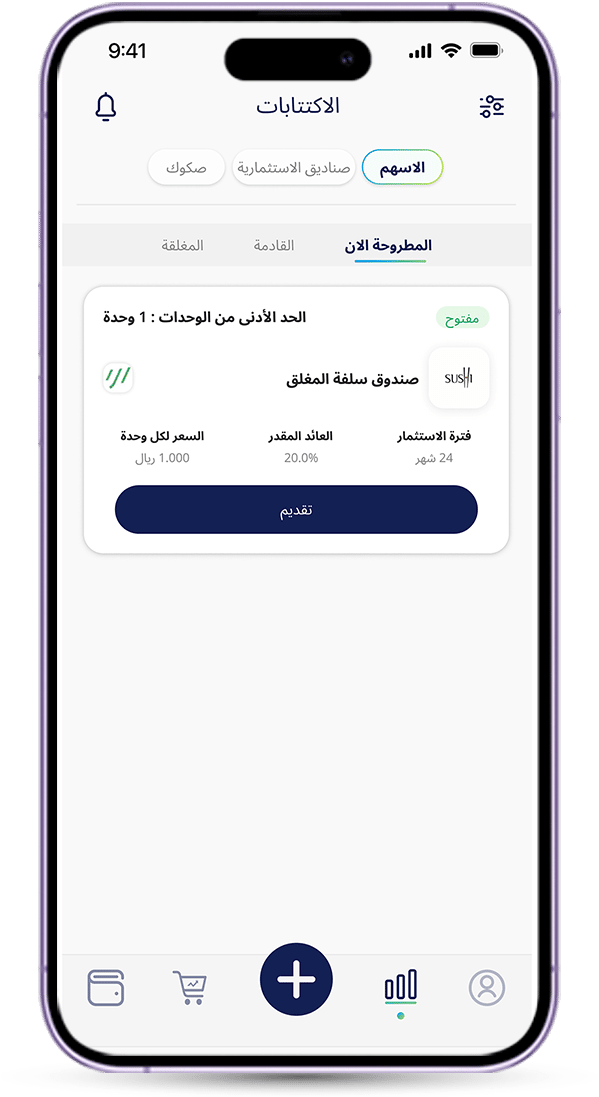 9:41
الاكتتابات
الاسهم
صناديق الاستثمارية
صكوك
المطروحة الان
القادمة
المغلقة
مفتوح
الحد الأدنى من الوحدات : 1 وحدة
SUSHI
صندوق سلفة المغلق
فترة الاستثمار
24 شهر
العائد المقدر
20.0%
السعر لكل وحدة
1.000 ريال
تقديم